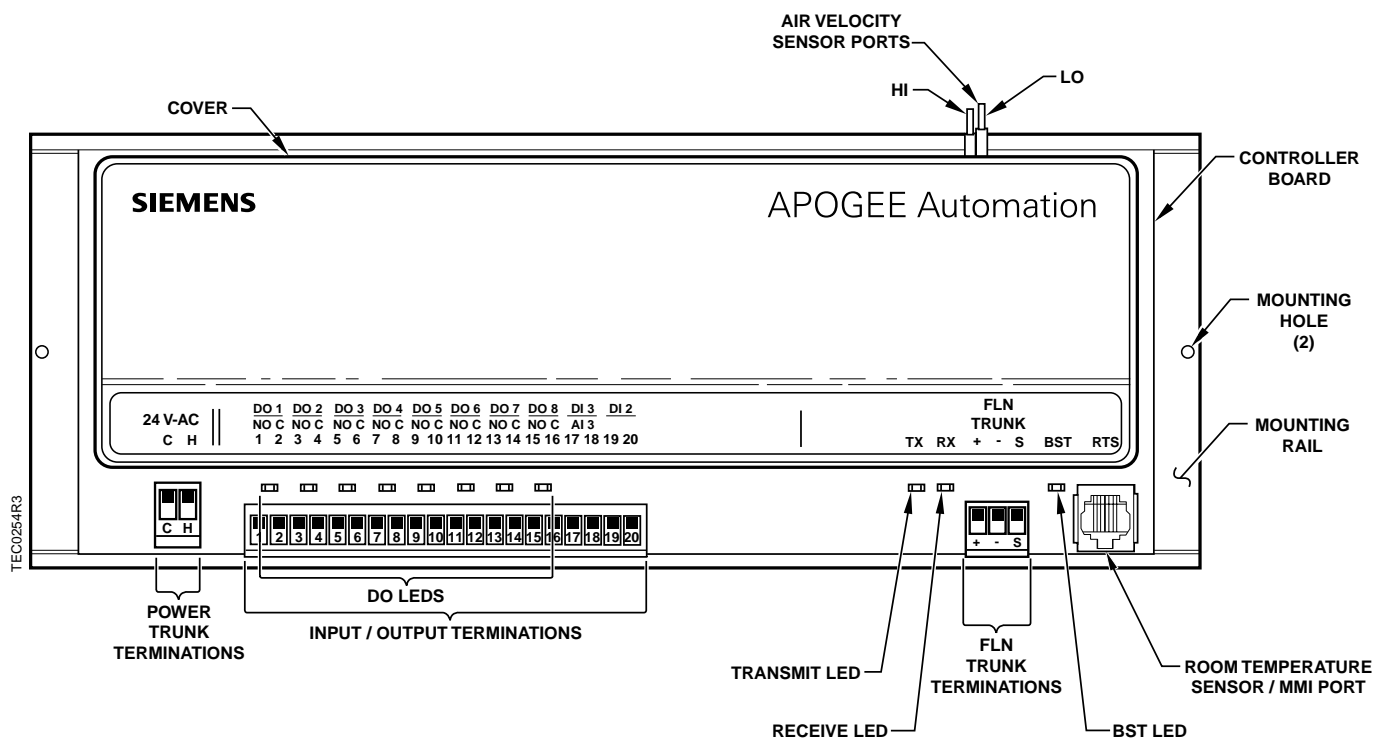 AIR VELOCITY
SENSOR PORTS
HI
LO
COVER
CONTROLLER
BOARD
SIEMENS
APOGEE Automation
MOUNTING
HOLE
(2)
24 V-AC
C H
DO 1 DO 2 DO 3 DO 4 DO 5 DO 6 DO 7 DO 8 DI 3 DI 2
NO C NO C NO C NO C NO C NO C NO C NO C AI 3
1 2 3 4 5 6 7 8 9 10 11 12 13 14 15 16 17 18 19 20
FLN
TRUNK
TX RX + - S BST RTS
MOUNTING
RAIL
C H
1 2 3 4 5 6 7 8 9 10 11 12 13 14 15 16 17 18 19 20
+ - S
TEC0254R3
DO LEDS
POWER
TRUNK
TERMINATIONS
INPUT / OUTPUT TERMINATIONS
TRANSMIT LED
RECEIVE LED
FLN
TRUNK
TERMINATIONS
BST LED
ROOM TEMPERATURE
SENSOR / MMI PORT